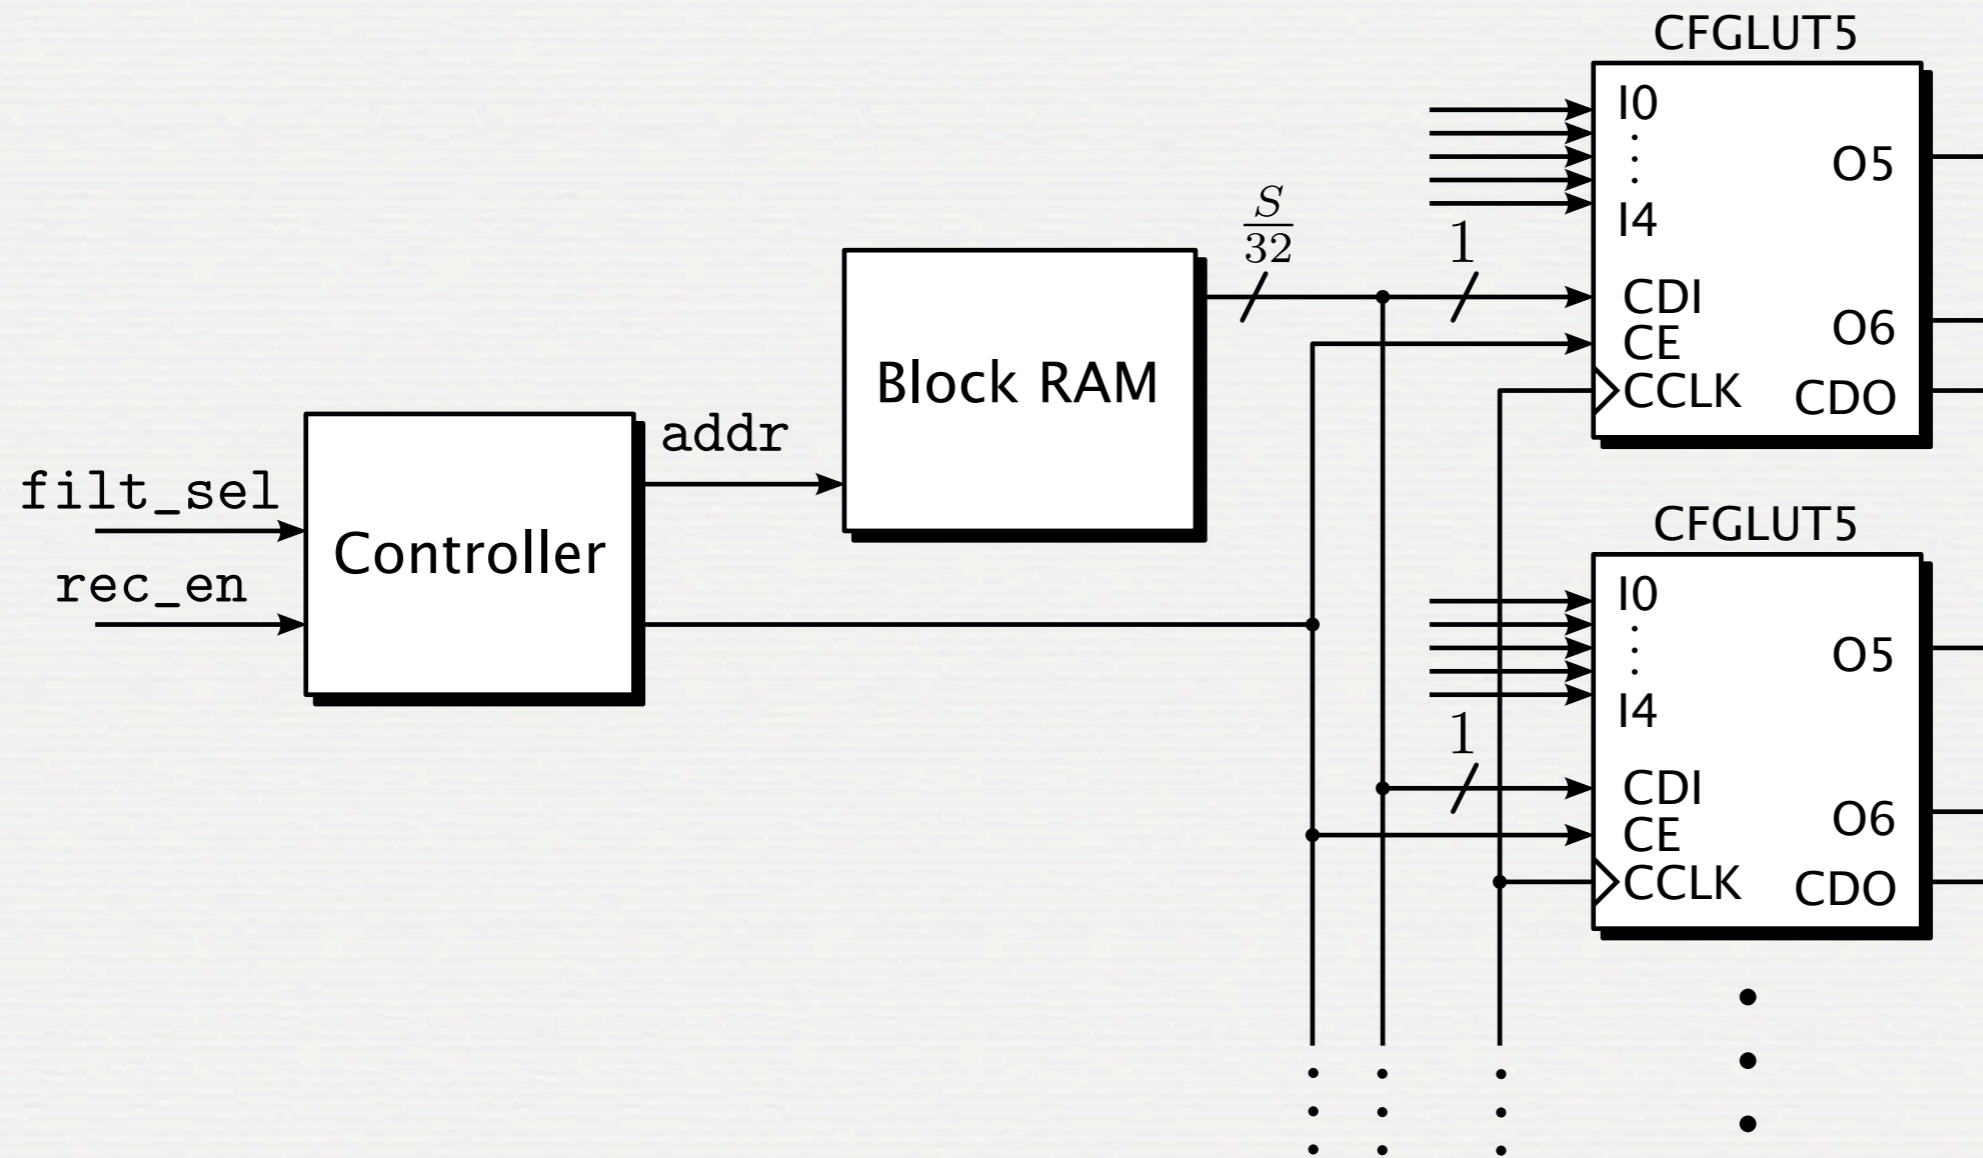 filt_sel
rec_en
Controller
addr
Block RAM
S
32
1
CFGLUT5
I0
I4
O5
CDI
CE
CCLK
O6
CDO
1
CFGLUT5
I0
I4
O5
CDI
CE
CCLK
O6
CDO